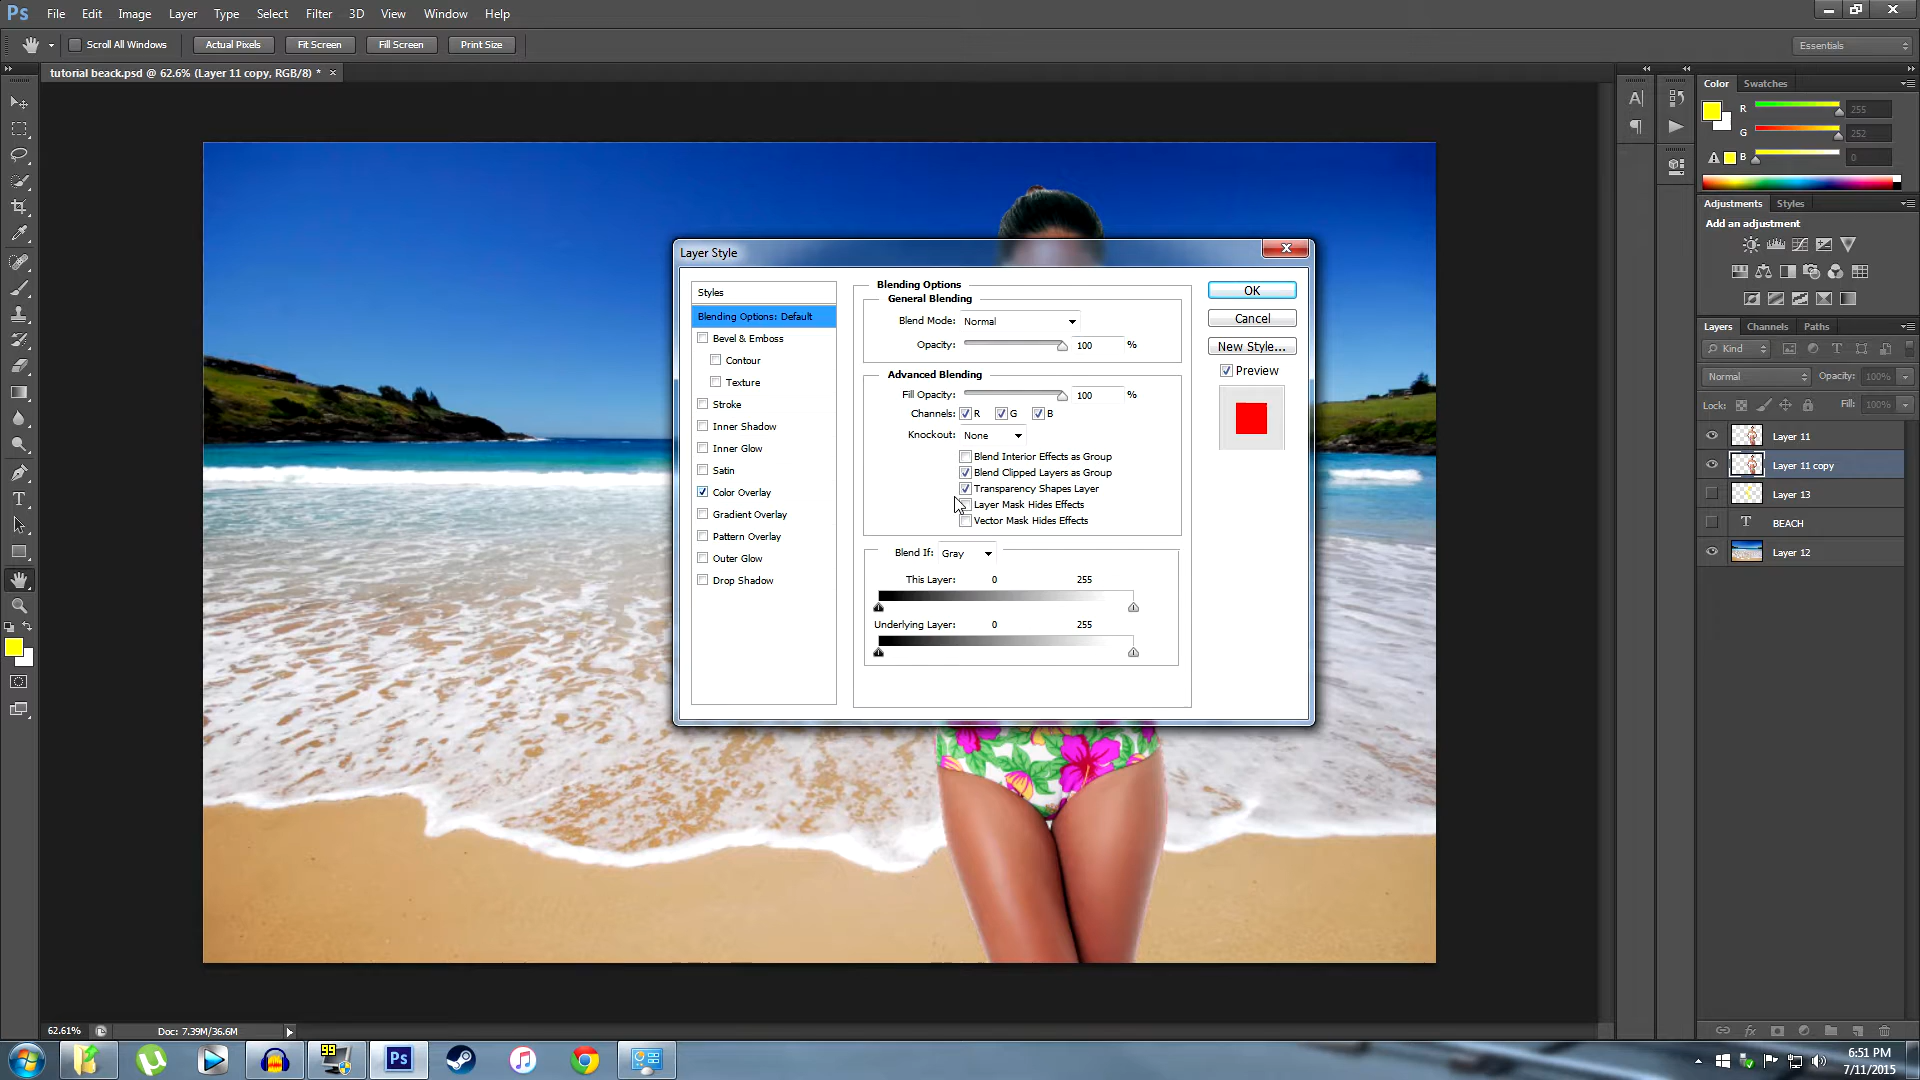 Ps File Edit Image Layer Type Select Filter 3D View Window Help
Scroll All Windows Actual Pixels Fit Screen Fill Screen Print Size Essentials
tutorial beack.psd @ 62.6% (Layer 11 copy, RGB/8) * ×
Layer Style
Styles
Blending Options: Default
Bevel & Emboss
Contour
Texture
Stroke
Inner Shadow
Inner Glow
Satin
Color Overlay
Gradient Overlay
Pattern Overlay
Outer Glow
Drop Shadow
Blending Options
General Blending
Blend Mode: Normal
Opacity: 100 %
Advanced Blending
Fill Opacity: 100 %
Channels: R G B
Knockout: None
Blend Interior Effects as Group
Blend Clipped Layers as Group
Transparency Shapes Layer
Layer Mask Hides Effects
Vector Mask Hides Effects
Blend If: Gray
This Layer: 0 255
Underlying Layer: 0 255
OK
Cancel
New Style...
Preview
Color Swatches
R 255
G 252
B 0
Adjustments Styles
Add an adjustment
Layers Channels Paths
Kind
Normal Opacity: 100%
Lock: Fill: 100%
Layer 11
Layer 11 copy
Layer 13
BEACH
Layer 12
62.61% Doc: 7.39M/36.6M
99
Ps
6:51 PM
7/11/2015